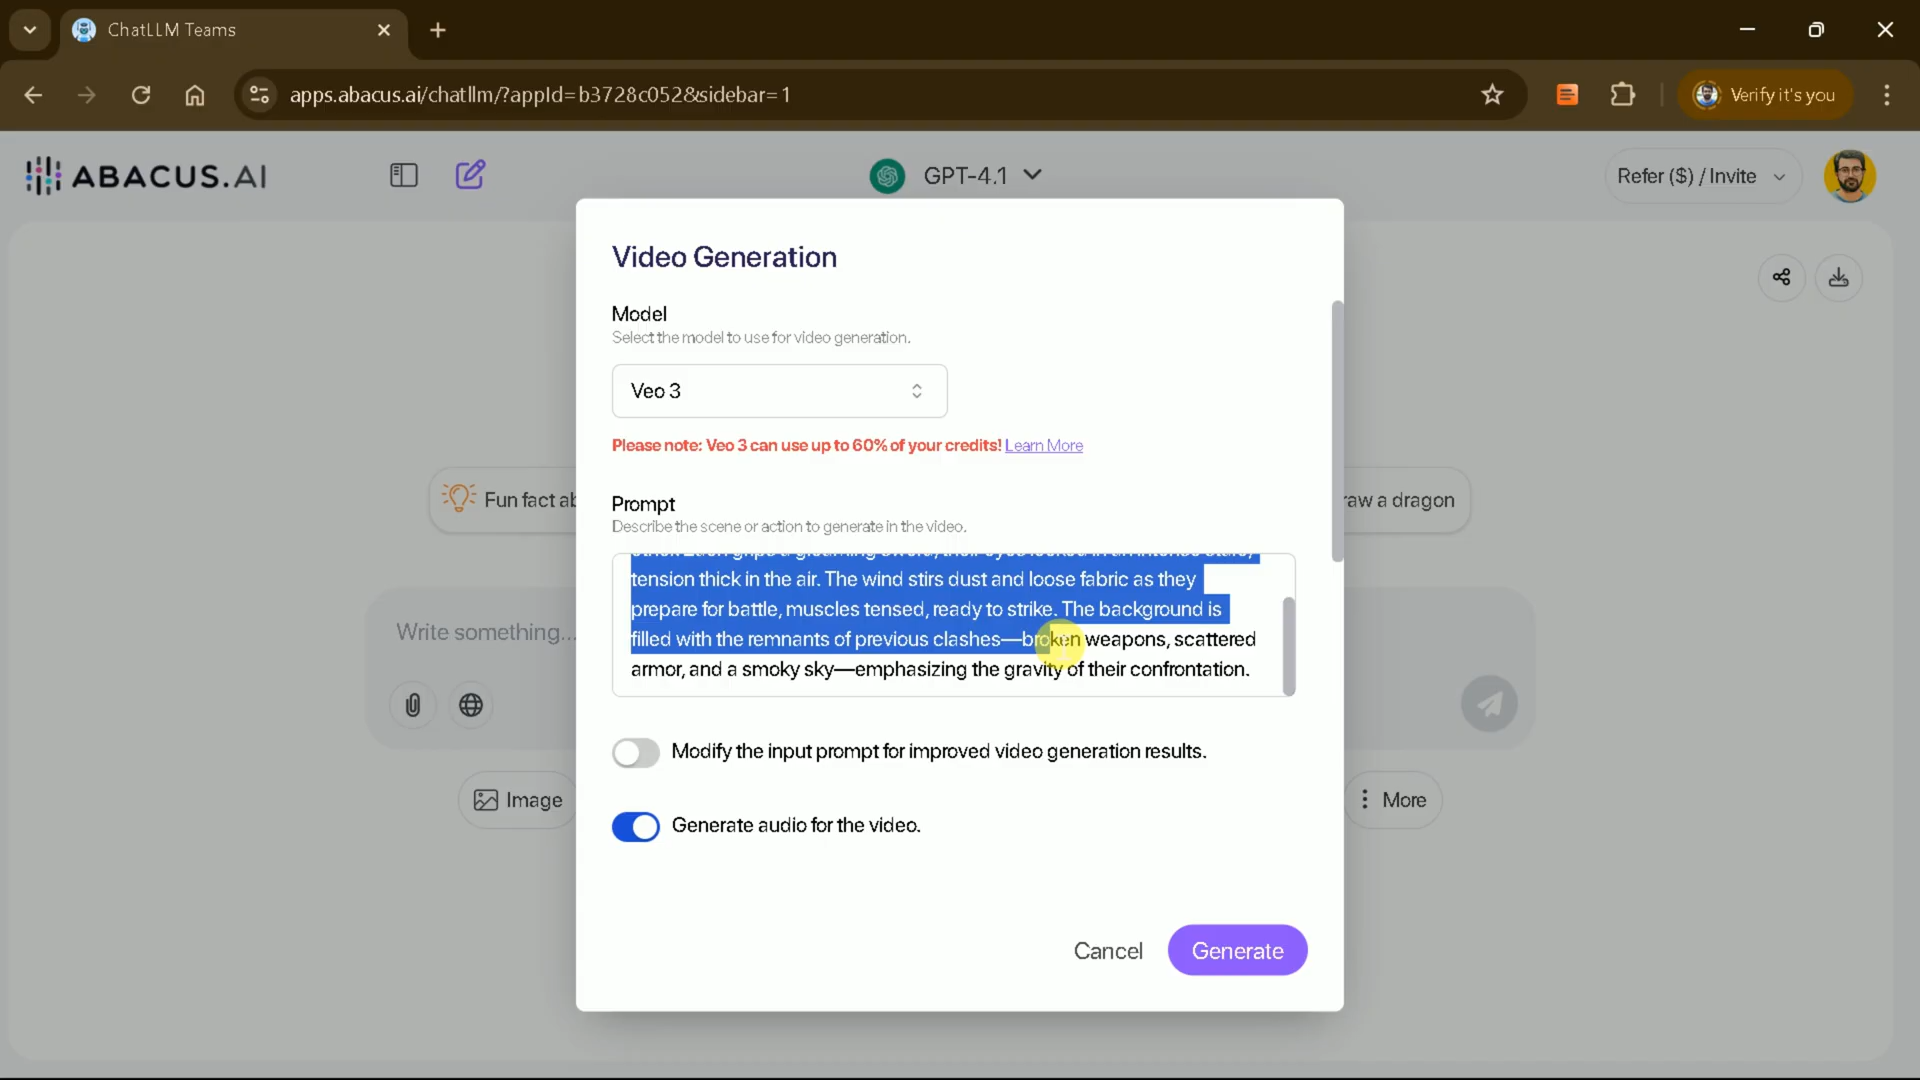 ChatLLM Teams
apps.abacus.ai/chatllm/?appId=b3728c052&sidebar=1
Verify it's you
ABACUS.AI
GPT-4.1
Refer ($) / Invite
Video Generation
Model
Select the model to use for video generation.
Veo 3
Please note: Veo 3 can use up to 60% of your credits! Learn More
Prompt
Describe the scene or action to generate in the video.
Fun fact ab
raw a dragon
tension thick in the air. The wind stirs dust and loose fabric as they
prepare for battle, muscles tensed, ready to strike. The background is
filled with the remnants of previous clashes—broken weapons, scattered
armor, and a smoky sky—emphasizing the gravity of their confrontation.
Write something...
Modify the input prompt for improved video generation results.
Image
More
Generate audio for the video.
Cancel
Generate